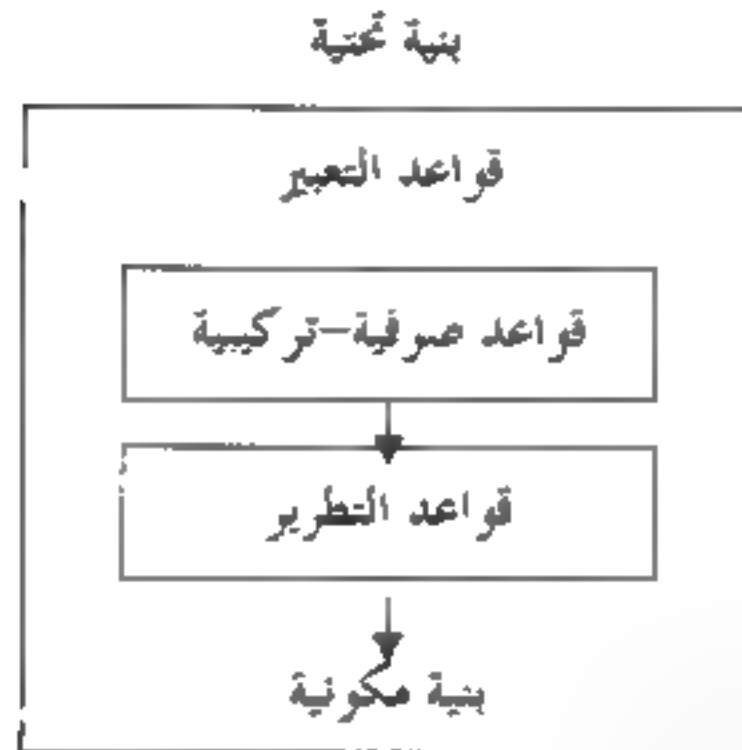 بنية تحتية
قواعد التعبير
قواعد صرفية-تركيبية
قواعد التطريز
بنية مكونية